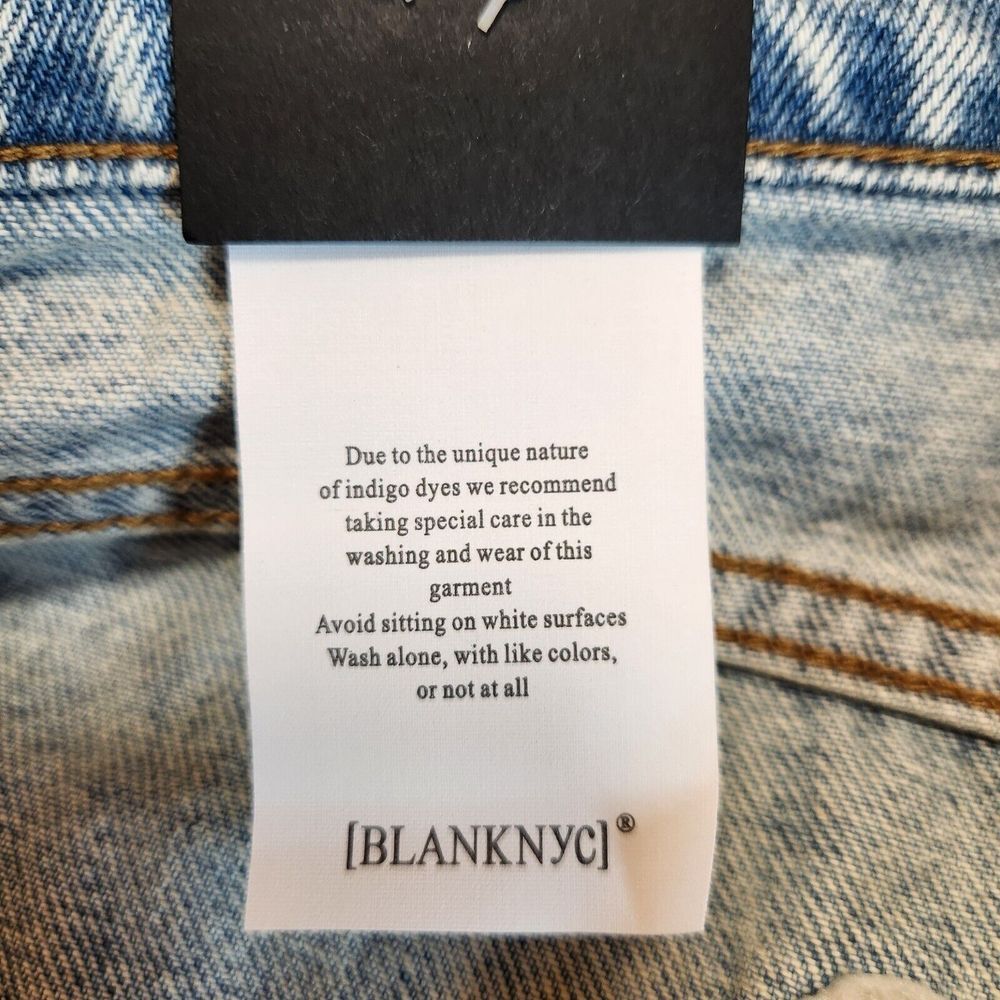 Due to the unique nature
of indigo dyes we recommend
taking special care in the
washing and wear of this
garment
Avoid sitting on white surfaces
Wash alone, with like colors,
or not at all
[BLANKNYC]®